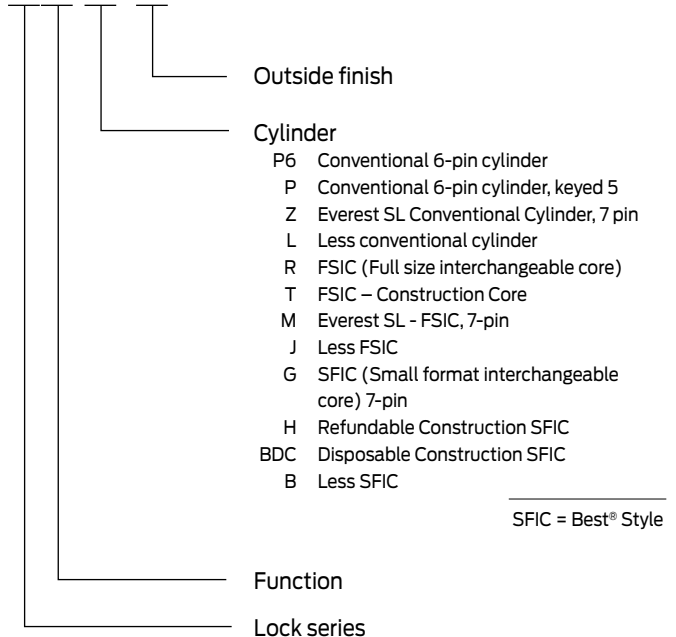 Outside finish
Cylinder
P6 Conventional 6-pin cylinder
P Conventional 6-pin cylinder, keyed 5
Z Everest SL Conventional Cylinder, 7 pin
L Less conventional cylinder
R FSIC (Full size interchangeable core)
T FSIC – Construction Core
M Everest SL - FSIC, 7-pin
J Less FSIC
G SFIC (Small format interchangeable
core) 7-pin
H Refundable Construction SFIC
BDC Disposable Construction SFIC
B Less SFIC
SFIC = Best® Style
Function
Lock series